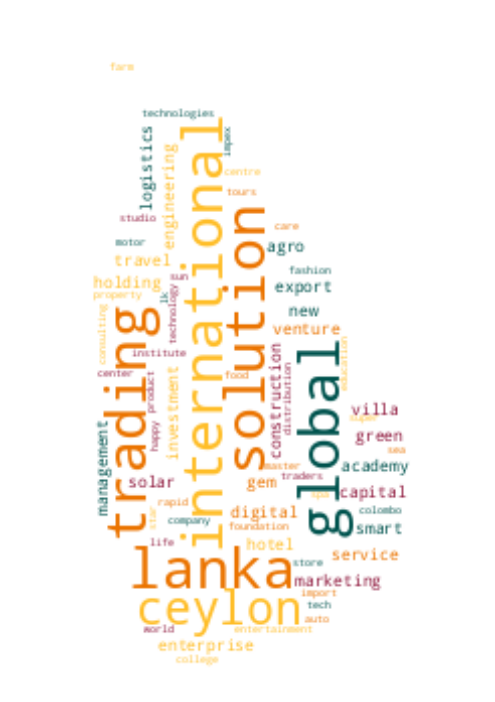 farm
technologies
logistics
impex
engineering
international
centre
tours
studio
solution
care
motor
agro
travel
fashion
sun
holding
export
property
lk
technology
new
consulting
trading
venture
institute
global
education
construction
center
product
food
distribution
investment
villa
super
happy
green
management
sea
master
academy
solar
traders
gem
capital
spa
rapid
star
digital
colombo
company
foundation
smart
life
hotel
service
lanka
store
marketing
import
ceylon
tech
auto
world
entertainment
enterprise
college